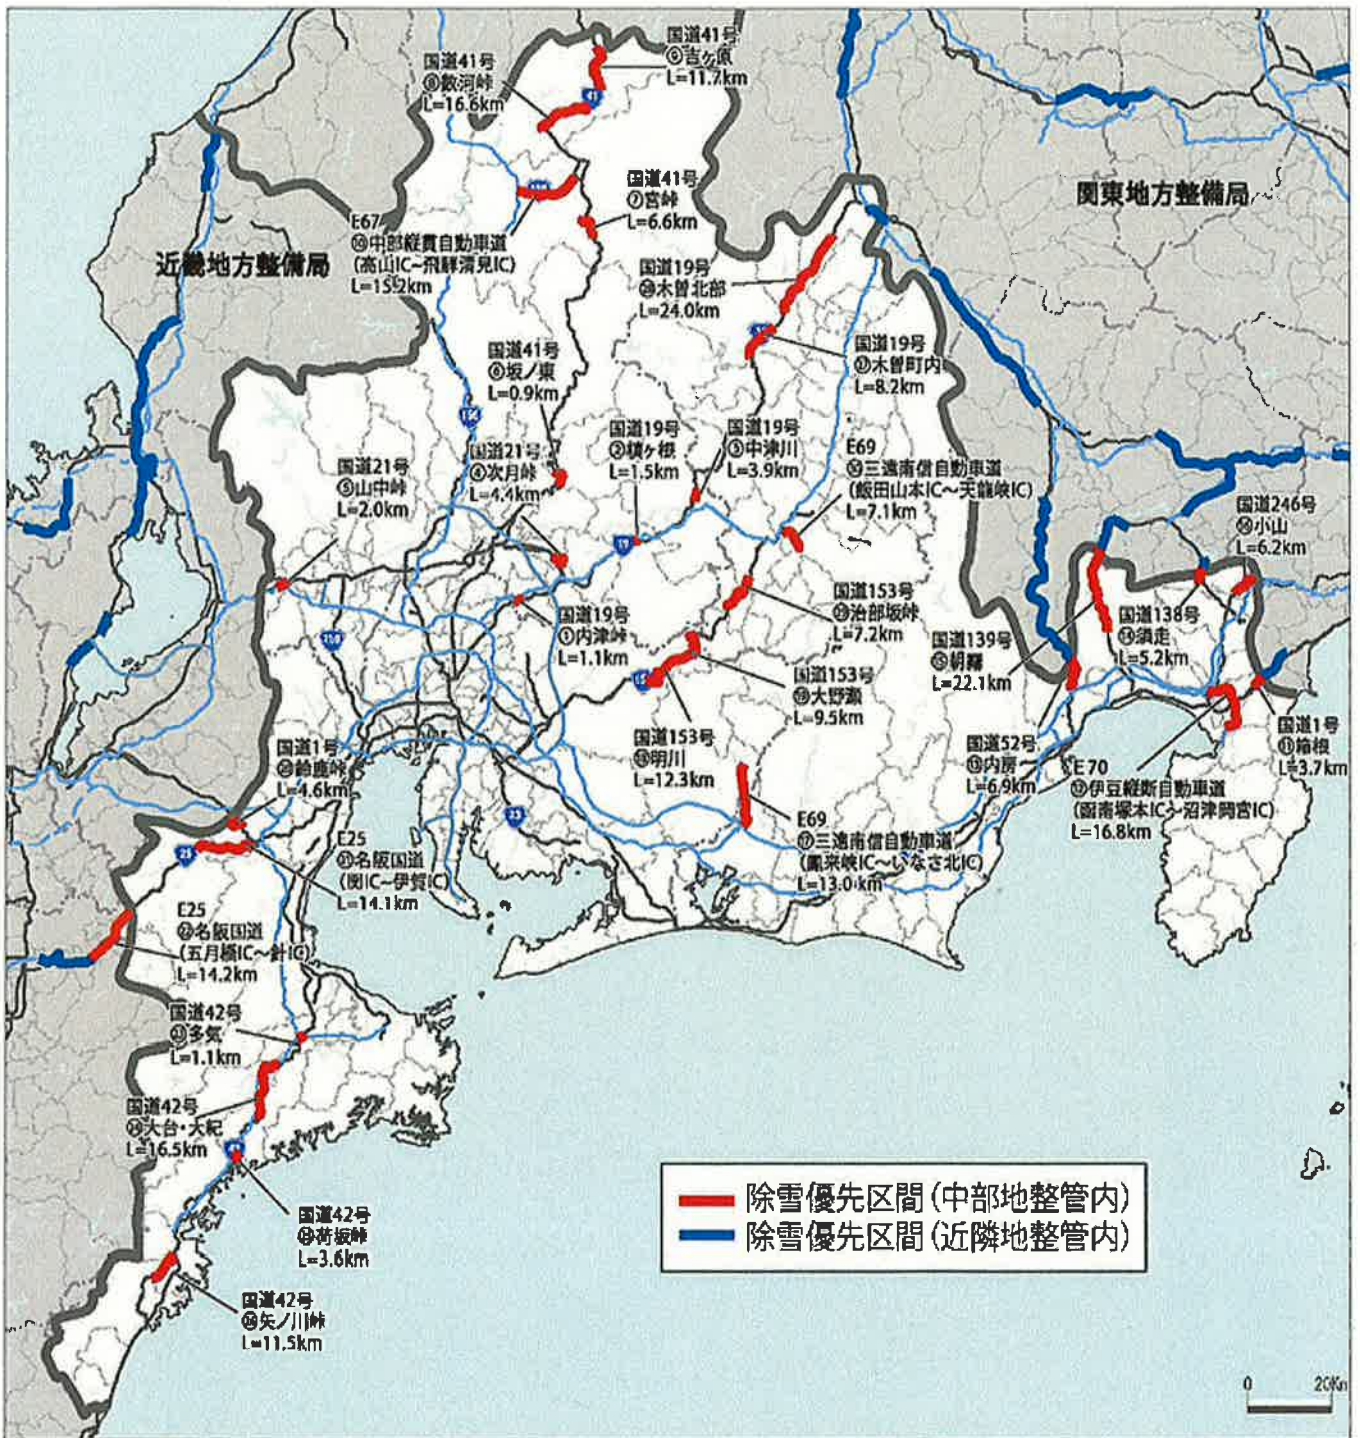 国道41号
⑨吉ヶ原
L=11.7km
国道41号
⑧数河峠
L=16.6km
41
国道41号
⑦宮峠
L=6.6km
関東地方整備局
E67
⑩中部縦貫自動車道
(高山IC~飛騨清見IC)
L=15.2km
近畿地方整備局
国道19号
木曽北部
L=24.0km
国道19号
木曽町内
L=8.2km
国道41号
⑥坂ノ東
L=0.9km
156
国道19号
②槙ヶ根
L=1.5km
国道19号
③中津川
L=3.9km
国道21号
④次月峠
L=4.4km
国道21号
⑤山中峠
L=2.0km
E69
三遠南信自動車道
(飯田山本IC~天龍峡IC)
L=7.1km
国道246号
小山
L=6.2km
19
国道153号
治部坂峠
L=7.2km
国道138号
⑭須走
L=5.2km
国道19号
①内津峠
L=1.1km
国道139号
⑮朝霧
L=22.1km
258
国道153号
大野瀬
L=9.5km
国道153号
明川
L=12.3km
国道1号
⑪箱根
L=3.7km
国道52号
⑬内房
L=6.9km
E70
⑫伊豆縦断自動車道
(函南塚本IC~沼津岡宮IC)
L=16.8km
国道1号
⑳鈴鹿峠
L=4.6km
23
E69
⑰三遠南信自動車道
(鳳来峡IC~いなさ北IC)
L=13.0km
25
E25
㉑名阪国道
(関IC~伊賀IC)
L=14.1km
E25
㉒名阪国道
(五月橋IC~針IC)
L=14.2km
国道42号
㉓多気
L=1.1km
国道42号
大台・大紀
L=16.5km
42
国道42号
荷坂峠
L=3.6km
国道42号
矢ノ川峠
L=11.5km
除雪優先区間(中部地整管内)
除雪優先区間(近隣地整管内)
0 20Km